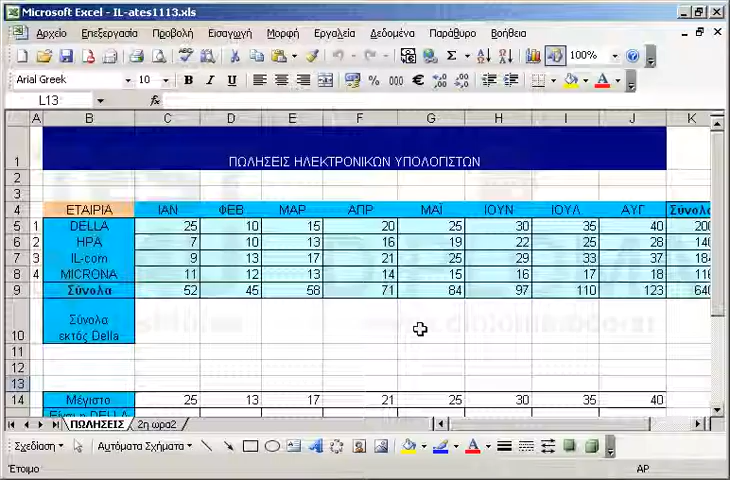 Microsoft Excel - IL-ates1113.xls
Αρχείο Επεξεργασία Προβολή Εισαγωγή Μορφή Εργαλεία Δεδομένα Παράθυρο Βοήθεια
Σ 100%
Arial Greek 10 B I U % 000 € A
L13 fx
A B C D E F G H I J K
1 ΠΩΛΗΣΕΙΣ ΗΛΕΚΤΡΟΝΙΚΩΝ ΥΠΟΛΟΓΙΣΤΩΝ
2
3
4 ΕΤΑΙΡΙΑ ΙΑΝ ΦΕΒ ΜΑΡ ΑΠΡ ΜΑΪ ΙΟΥΝ ΙΟΥΛ ΑΥΓ Σύνολο
5 1 DELLA 25 10 15 20 25 30 35 40 200
6 2 HPA 7 10 13 16 19 22 25 28 140
7 3 IL-com 9 13 17 21 25 29 33 37 184
8 4 MICRONA 11 12 13 14 15 16 17 18 116
9 Σύνολα 52 45 58 71 84 97 110 123 640
10 Σύνολα
εκτός Della
11
12
13
14 Μέγιστο 25 13 17 21 25 30 35 40
Είναι η DELLA
ΠΩΛΗΣΕΙΣ 2η ωρα2
Σχεδίαση Αυτόματα Σχήματα A
Έτοιμο AP